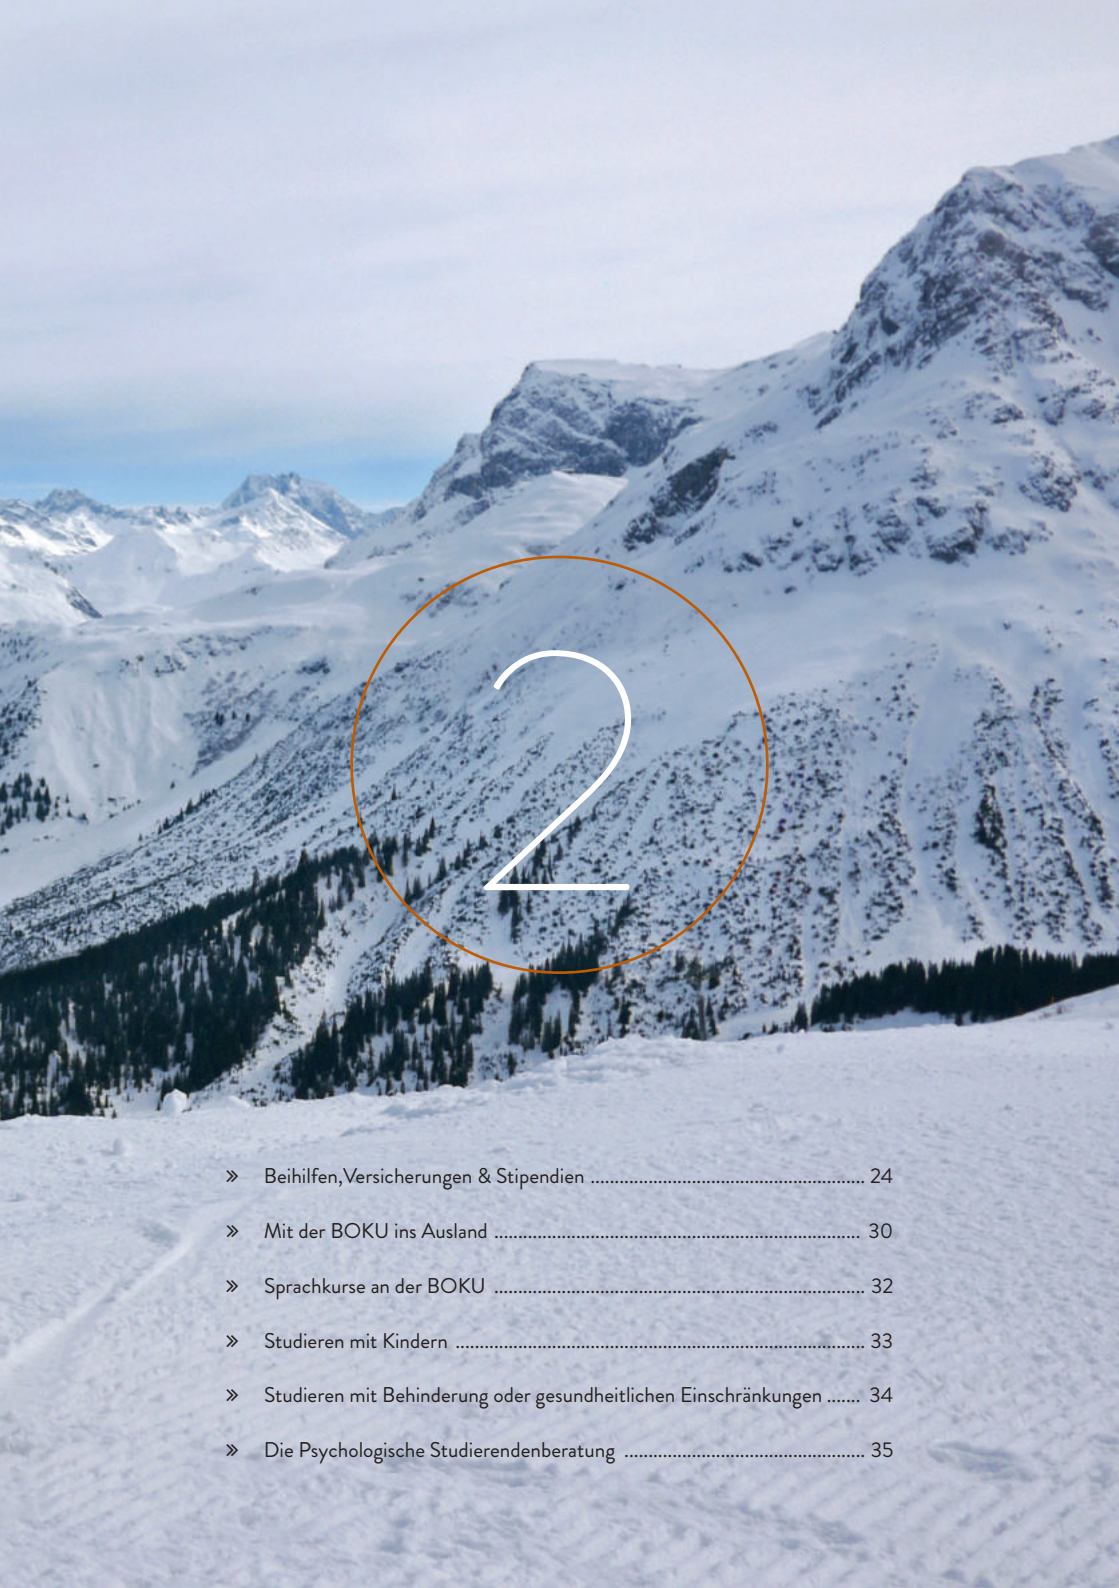 2
» Beihilfen,Versicherungen & Stipendien ......................................................... 24
» Mit der BOKU ins Ausland ............................................................................. 30
» Sprachkurse an der BOKU .............................................................................. 32
» Studieren mit Kindern ...................................................................................... 33
» Studieren mit Behinderung oder gesundheitlichen Einschränkungen ....... 34
» Die Psychologische Studierendenberatung ................................................... 35